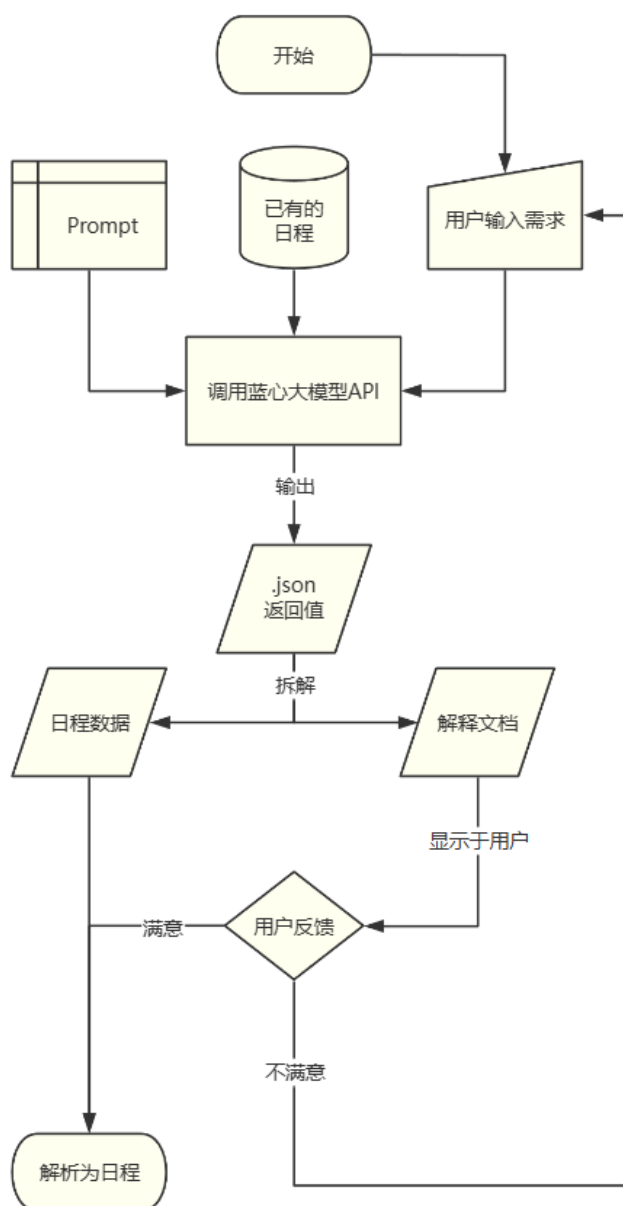 开始
Prompt
已有的
日程
用户输入需求
调用蓝心大模型API
输出
.json
返回值
拆解
日程数据
解释文档
显示于用户
用户反馈
满意
不满意
解析为日程